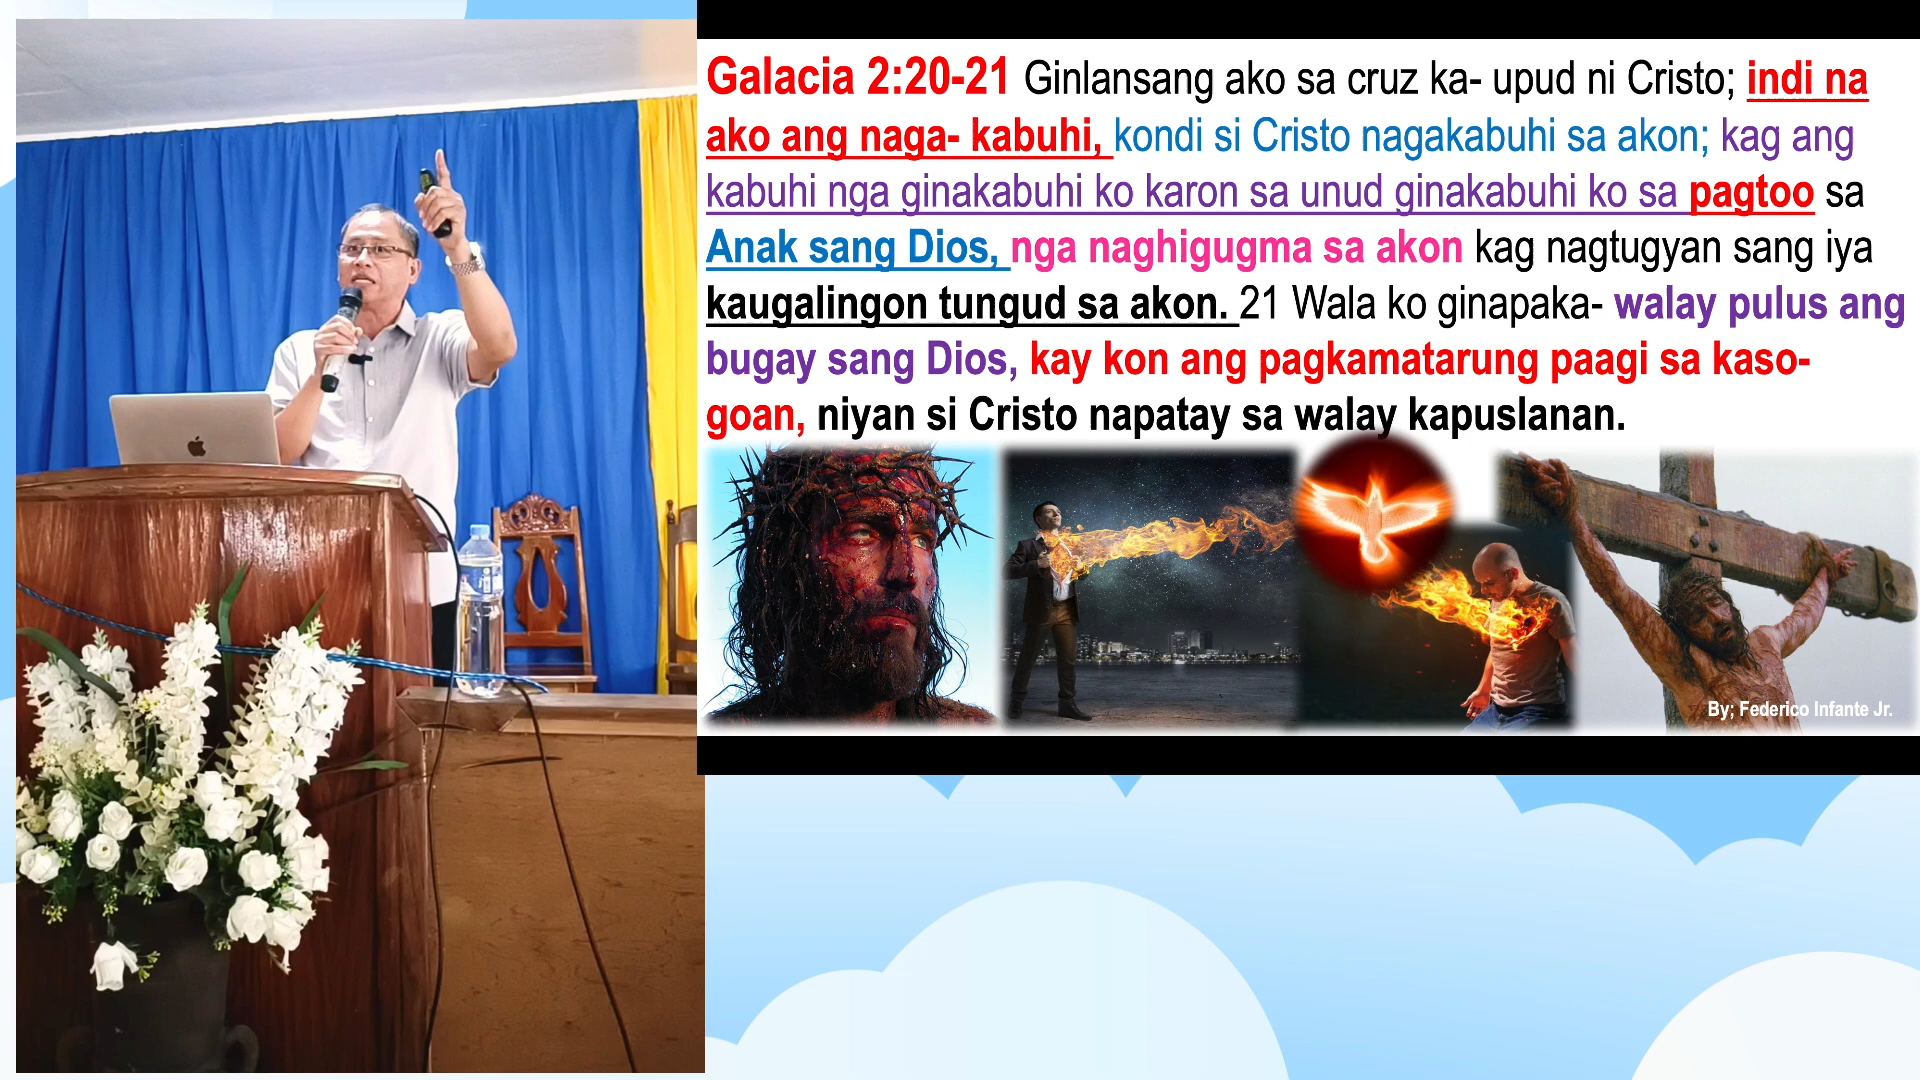 Galacia 2:20-21 Ginlansang ako sa cruz ka- upud ni Cristo; indi na
ako ang naga- kabuhi, kondi si Cristo nagakabuhi sa akon; kag ang
kabuhi nga ginakabuhi ko karon sa unud ginakabuhi ko sa pagtoo sa
Anak sang Dios, nga naghigugma sa akon kag nagtugyan sang iya
kaugalingon tungud sa akon. 21 Wala ko ginapaka- walay pulus ang
bugay sang Dios, kay kon ang pagkamatarung paagi sa kaso-
goan, niyan si Cristo napatay sa walay kapuslanan.
By; Federico Infante Jr.